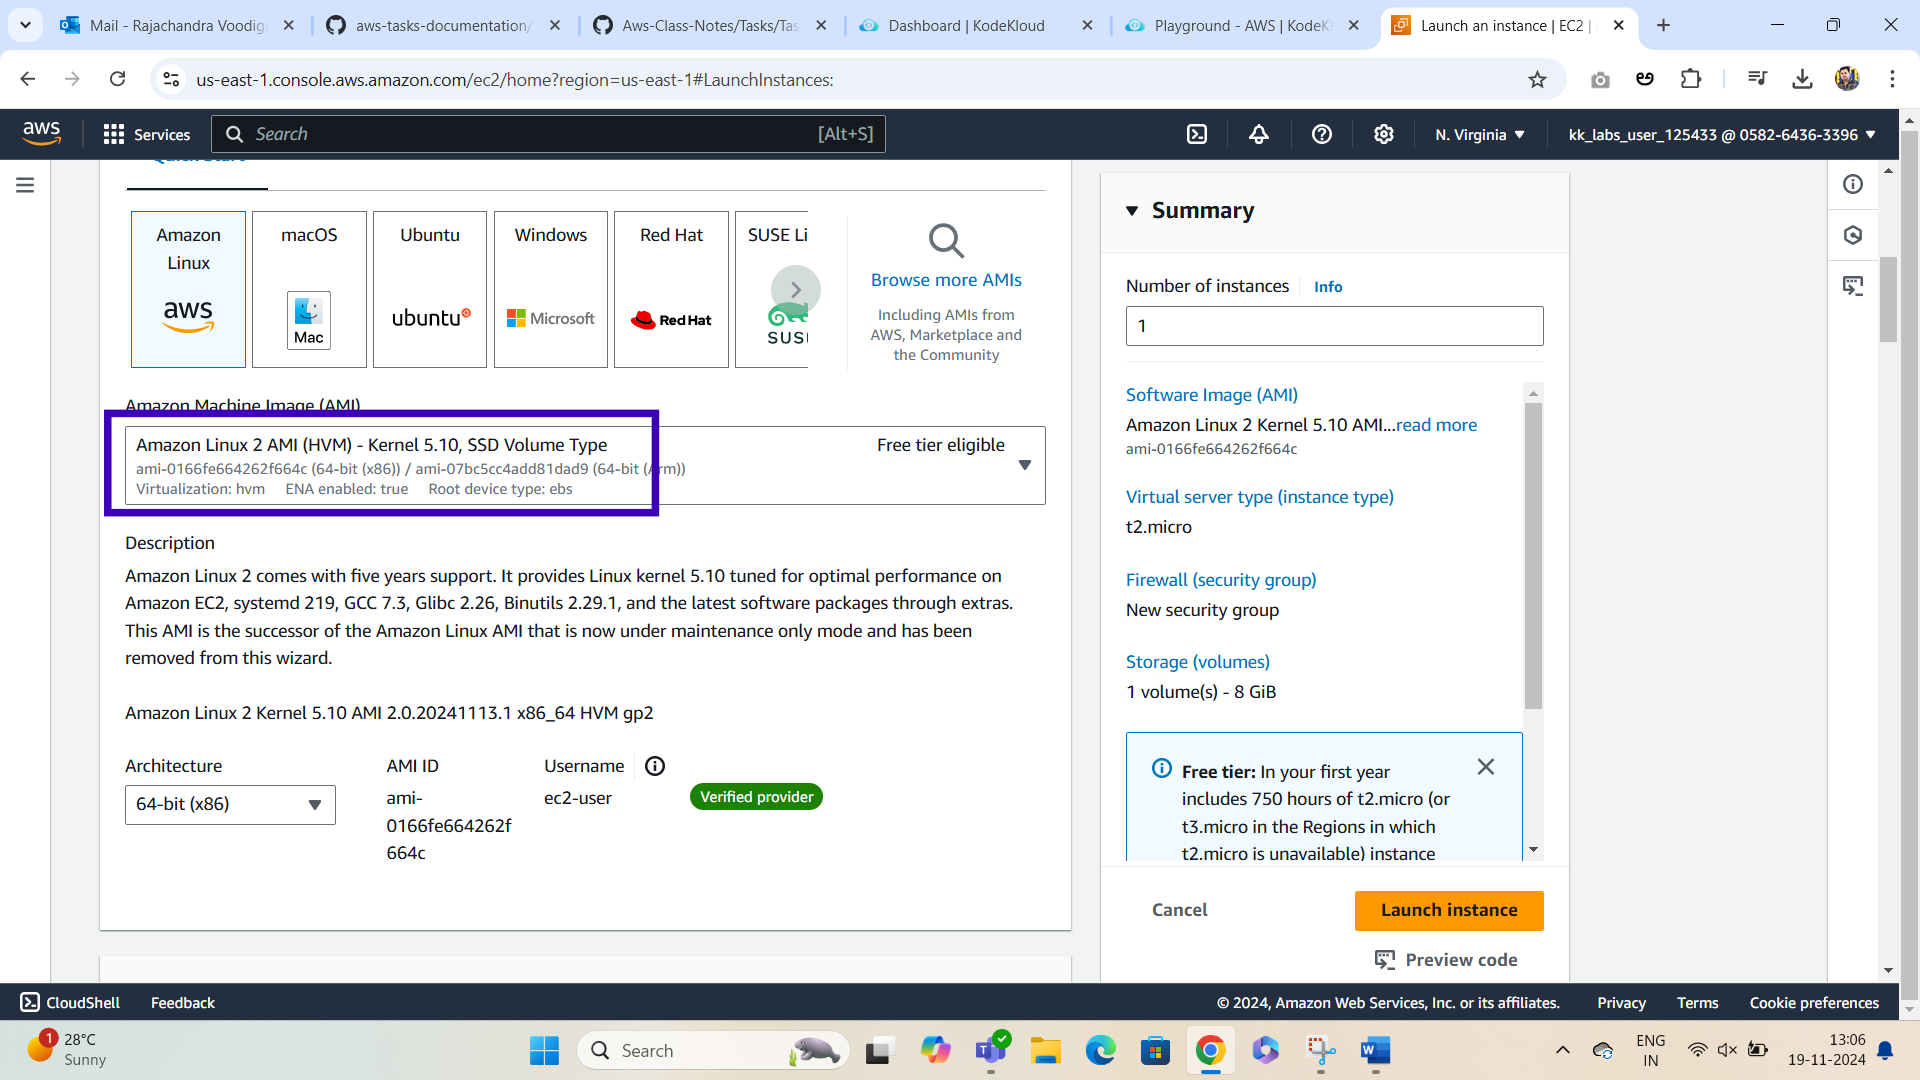 Mail - Rajachandra Voodig
aws-tasks-documentation/
Aws-Class-Notes/Tasks/Tas
Dashboard | KodeKloud
Playground - AWS | KodeKl
Launch an instance | EC2 |
us-east-1.console.aws.amazon.com/ec2/home?region=us-east-1#LaunchInstances:
aws
Services
Search
[Alt+S]
N. Virginia
kk_labs_user_125433 @ 0582-6436-3396
Quick Start
Amazon
Linux
aws
macOS
Mac
Ubuntu
ubuntu
Windows
Microsoft
Red Hat
Red Hat
SUSE Li
SUS
Browse more AMIs
Including AMIs from
AWS, Marketplace and
the Community
Amazon Machine Image (AMI)
Amazon Linux 2 AMI (HVM) - Kernel 5.10, SSD Volume Type
Free tier eligible
ami-0166fe664262f664c (64-bit (x86)) / ami-07bc5cc4add81dad9 (64-bit (Arm))
Virtualization: hvm ENA enabled: true Root device type: ebs
Description
Amazon Linux 2 comes with five years support. It provides Linux kernel 5.10 tuned for optimal performance on
Amazon EC2, systemd 219, GCC 7.3, Glibc 2.26, Binutils 2.29.1, and the latest software packages through extras.
This AMI is the successor of the Amazon Linux AMI that is now under maintenance only mode and has been
removed from this wizard.
Amazon Linux 2 Kernel 5.10 AMI 2.0.20241113.1 x86_64 HVM gp2
Architecture
64-bit (x86)
AMI ID
ami-
0166fe664262f
664c
Username
ec2-user
Verified provider
Summary
Number of instances
Info
1
Software Image (AMI)
Amazon Linux 2 Kernel 5.10 AMI...read more
ami-0166fe664262f664c
Virtual server type (instance type)
t2.micro
Firewall (security group)
New security group
Storage (volumes)
1 volume(s) - 8 GiB
Free tier: In your first year
includes 750 hours of t2.micro (or
t3.micro in the Regions in which
t2.micro is unavailable) instance
Cancel
Launch instance
Preview code
CloudShell
Feedback
© 2024, Amazon Web Services, Inc. or its affiliates.
Privacy
Terms
Cookie preferences
1
28°C
Sunny
Search
ENG
IN
13:06
19-11-2024